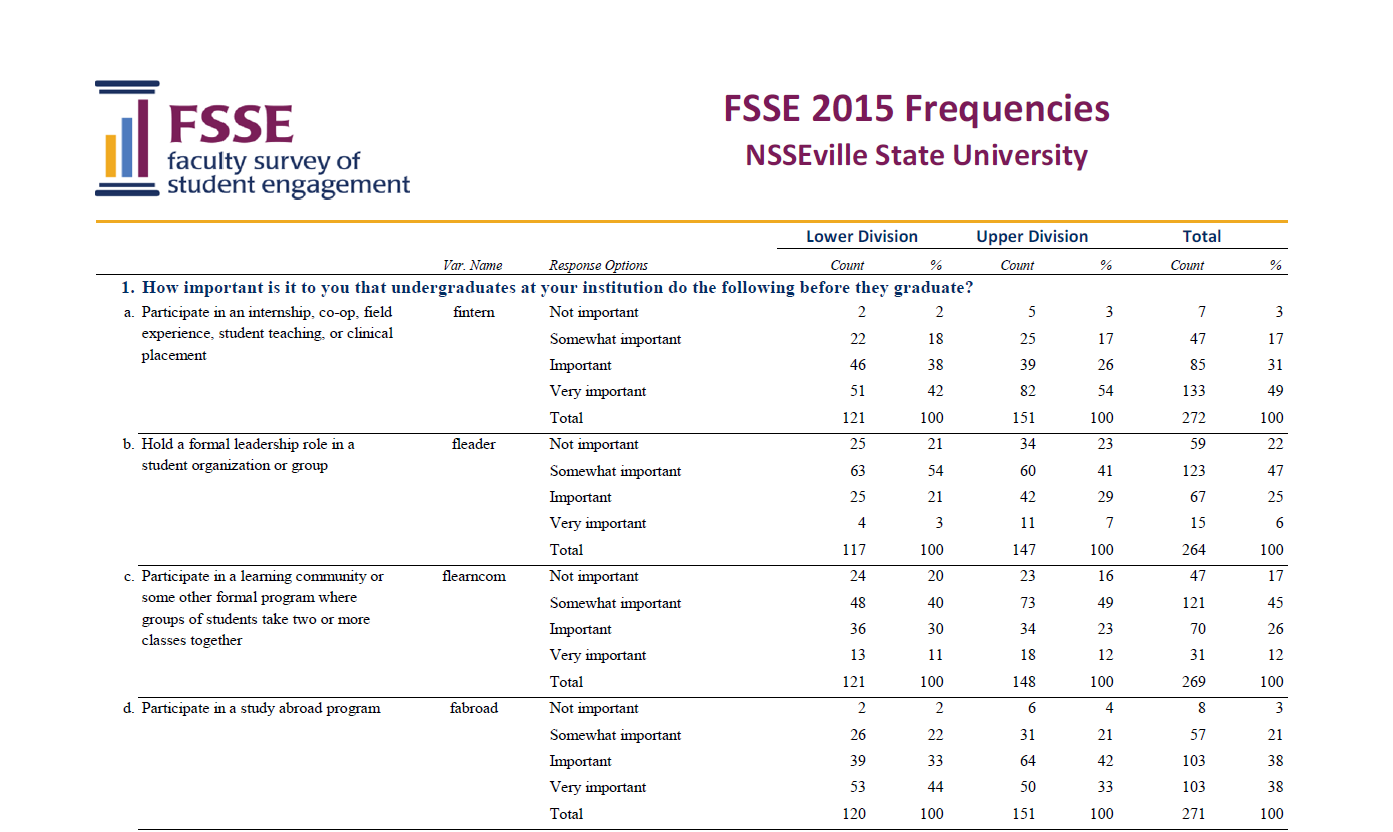 FSSE
faculty survey of
student engagement
FSSE 2015 Frequencies
NSSEville State University
Lower Division Upper Division Total
Var. Name Response Options Count % Count % Count %
1. How important is it to you that undergraduates at your institution do the following before they graduate?
a. Participate in an internship, co-op, field fintern Not important 2 2 5 3 7 3
experience, student teaching, or clinical
Somewhat important 22 18 25 17 47 17
placement
Important 46 38 39 26 85 31
Very important 51 42 82 54 133 49
Total 121 100 151 100 272 100
b. Hold a formal leadership role in a fleader Not important 25 21 34 23 59 22
student organization or group
Somewhat important 63 54 60 41 123 47
Important 25 21 42 29 67 25
Very important 4 3 11 7 15 6
Total 117 100 147 100 264 100
c. Participate in a learning community or flearncom Not important 24 20 23 16 47 17
some other formal program where
Somewhat important 48 40 73 49 121 45
groups of students take two or more
Important 36 30 34 23 70 26
classes together
Very important 13 11 18 12 31 12
Total 121 100 148 100 269 100
d. Participate in a study abroad program fabroad Not important 2 2 6 4 8 3
Somewhat important 26 22 31 21 57 21
Important 39 33 64 42 103 38
Very important 53 44 50 33 103 38
Total 120 100 151 100 271 100